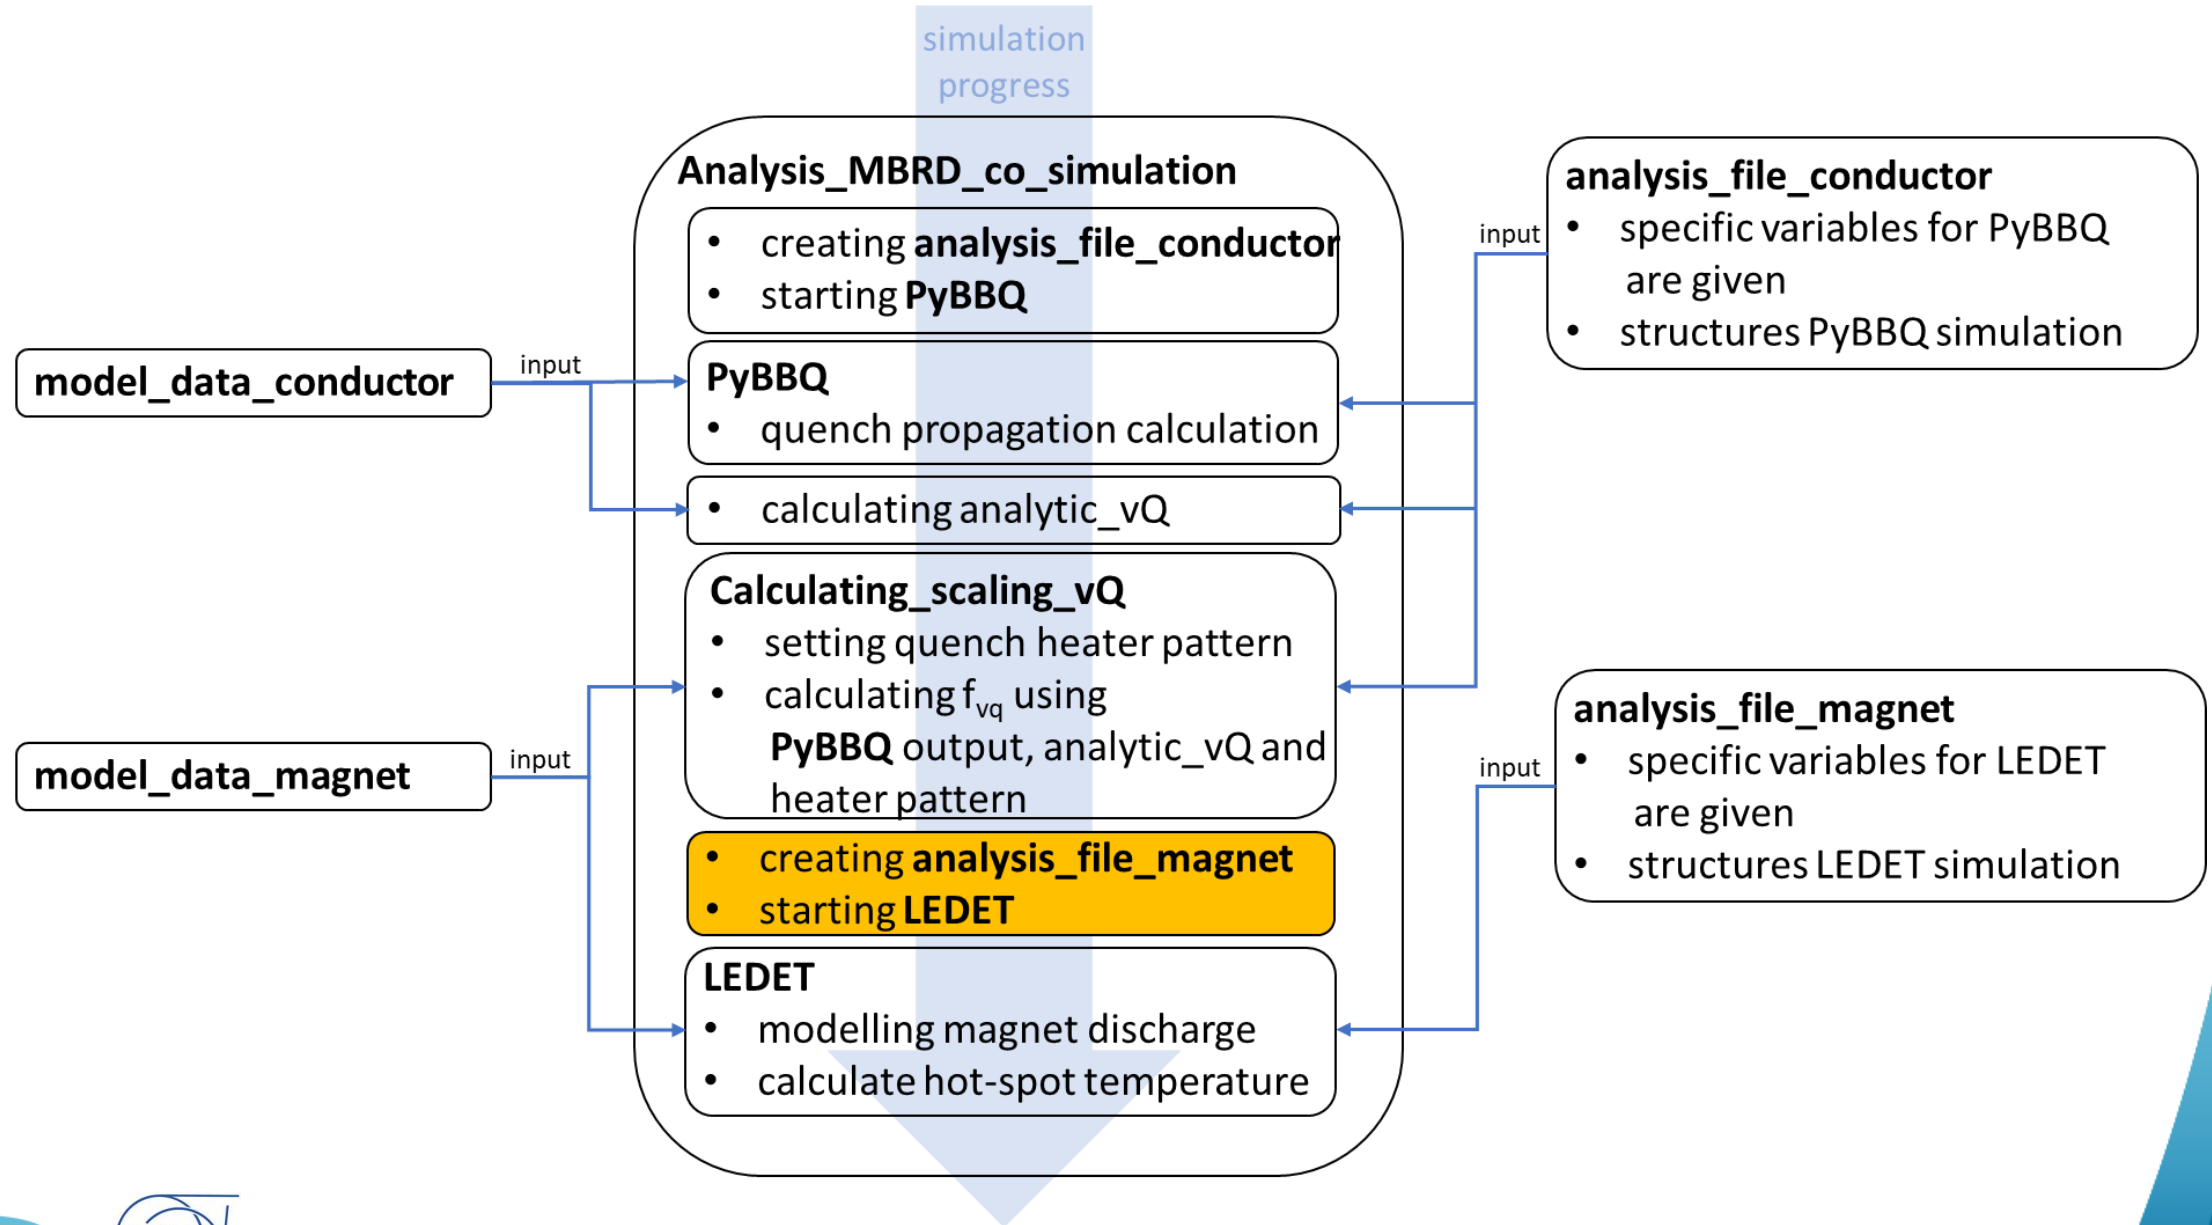 simulation
progress
Analysis_MBRD_co_simulation
• creating analysis_file_conductor
• starting PyBBQ
PyBBQ
• quench propagation calculation
• calculating analytic_vQ
Calculating_scaling_vQ
• setting quench heater pattern
• calculating fvq using
PyBBQ output, analytic_vQ and
heater pattern
• creating analysis_file_magnet
• starting LEDET
LEDET
• modelling magnet discharge
• calculate hot-spot temperature
model_data_conductor
input
model_data_magnet
input
analysis_file_conductor
• specific variables for PyBBQ
are given
• structures PyBBQ simulation
input
analysis_file_magnet
• specific variables for LEDET
are given
• structures LEDET simulation
input